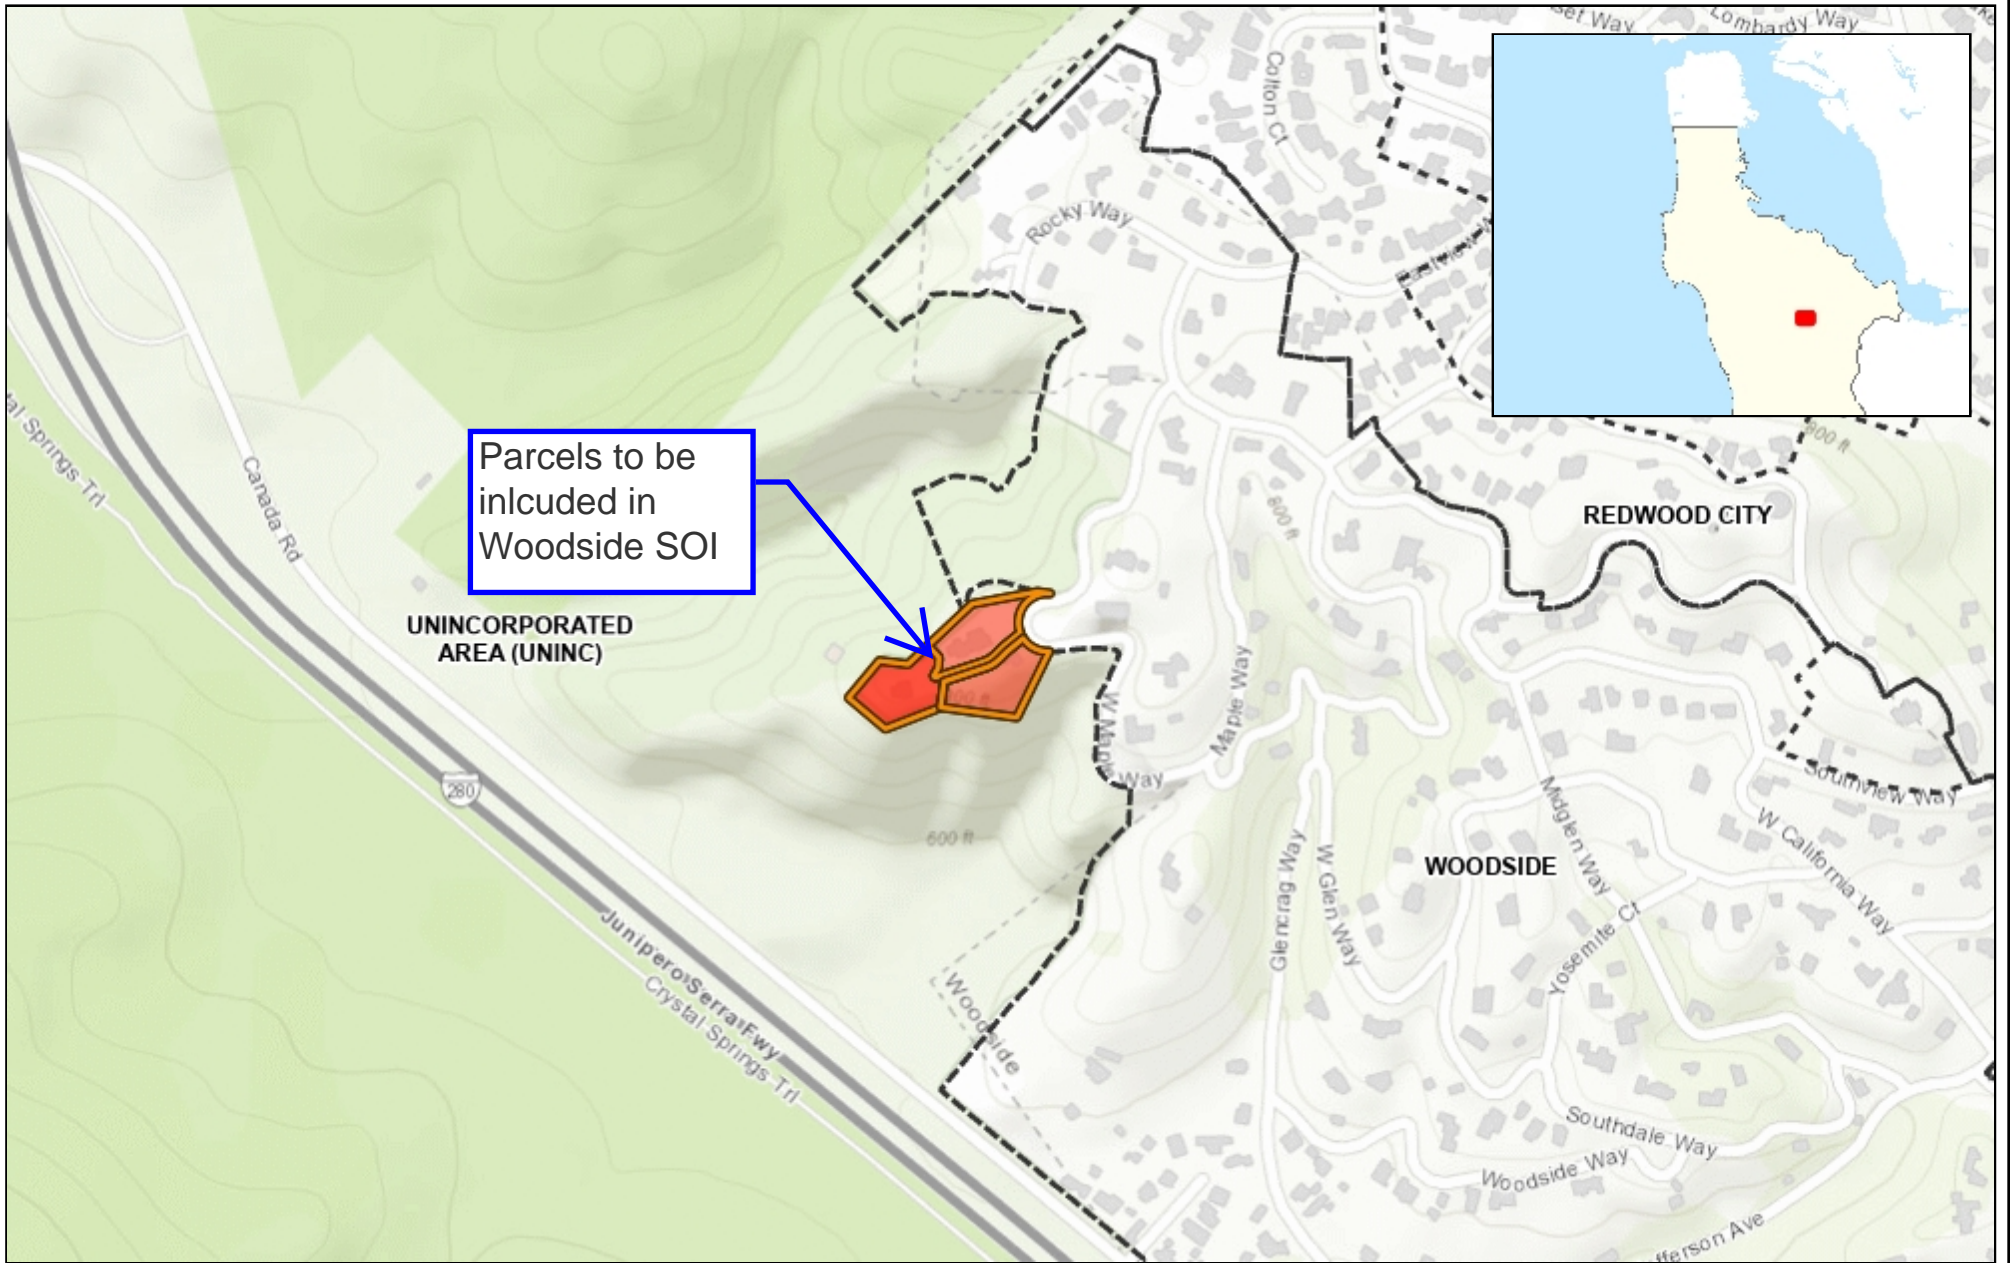 Lombardy Way
Colton Ct
Rocky Way
800 ft
Parcels to be
inlcuded in
Woodside SOI
Canada Rd
Springs Trl
REDWOOD CITY
600 ft
UNINCORPORATED
AREA (UNINC)
Maple Way
W Maple Way
280
Southview Way
Midglen Way
W California Way
600 ft
WOODSIDE
Glencrag Way
W Glen Way
Yosemite Ct
Junipero Serra Fwy
Crystal Springs Trl
Woodside
Southdale Way
Woodside Way